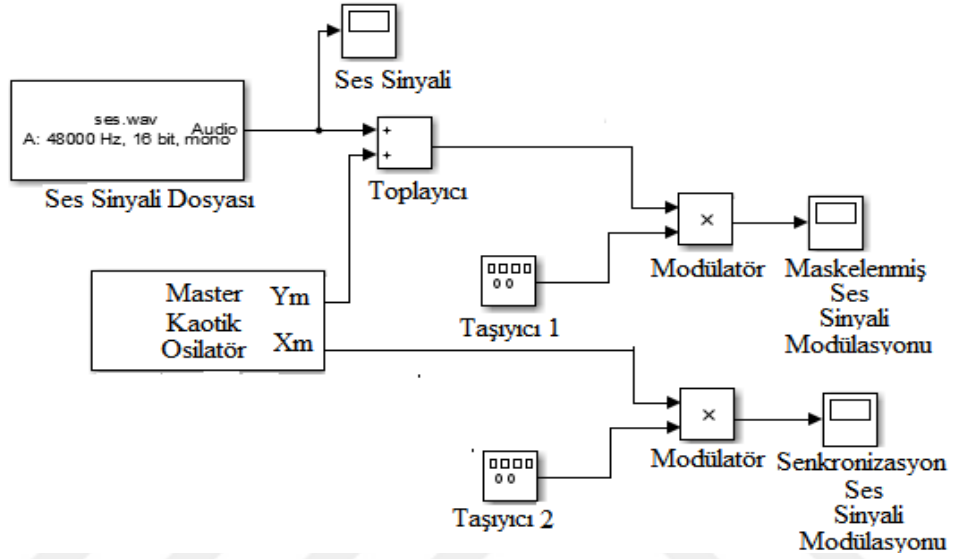 Ses Sinyali
ses.wav
Audio
A: 48000 Hz, 16 bit, mono
+
+
Ses Sinyali Dosyası
Toplayıcı
×
Modülatör
Maskelenmiş
Ses
Sinyali
Modülasyonu
Master
Kaotik
Osilatör
Ym
Xm
Taşıyıcı 1
×
Modülatör
Senkronizasyon
Ses
Sinyali
Modülasyonu
Taşıyıcı 2